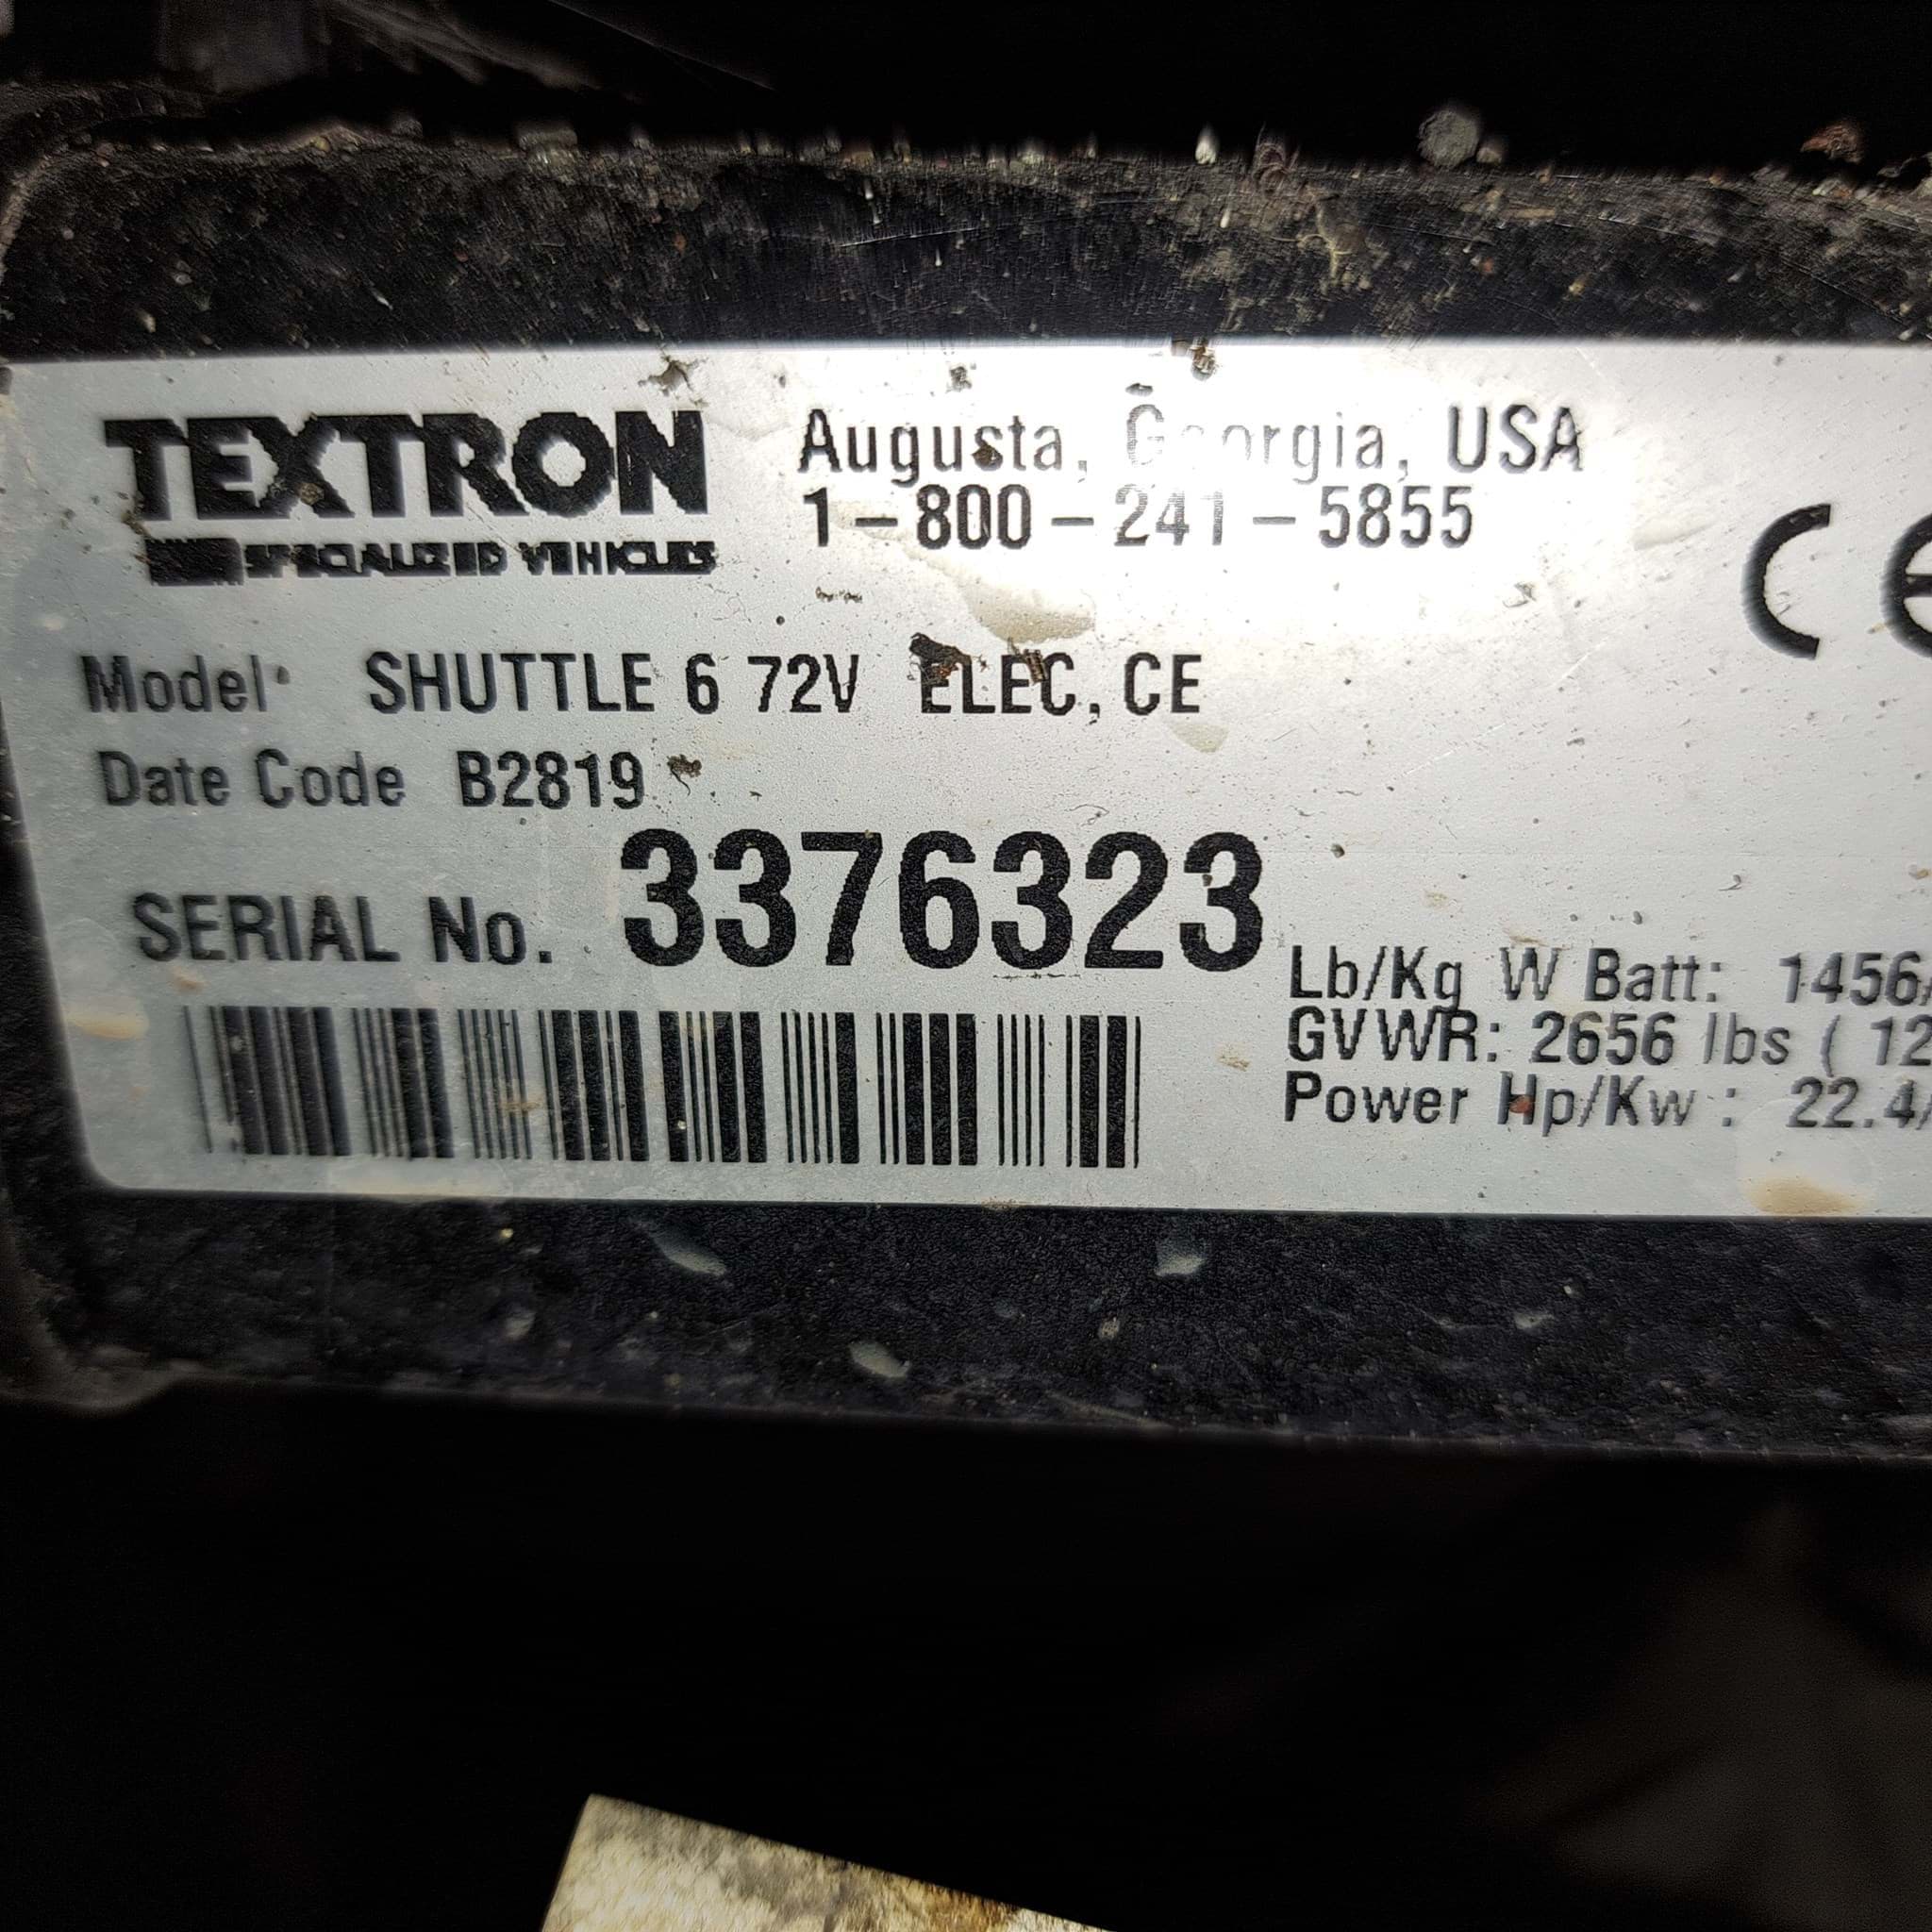 TEXTRON
SPECIALIZED VEHICLES
Augusta, Georgia, USA
1-800-241-5855
CE
Model: SHUTTLE 6 72V ELEC, CE
Date Code B2819
SERIAL No. 3376323
Lb/Kg W Batt: 1456/
GVWR: 2656 lbs ( 12
Power Hp/Kw : 22.4/